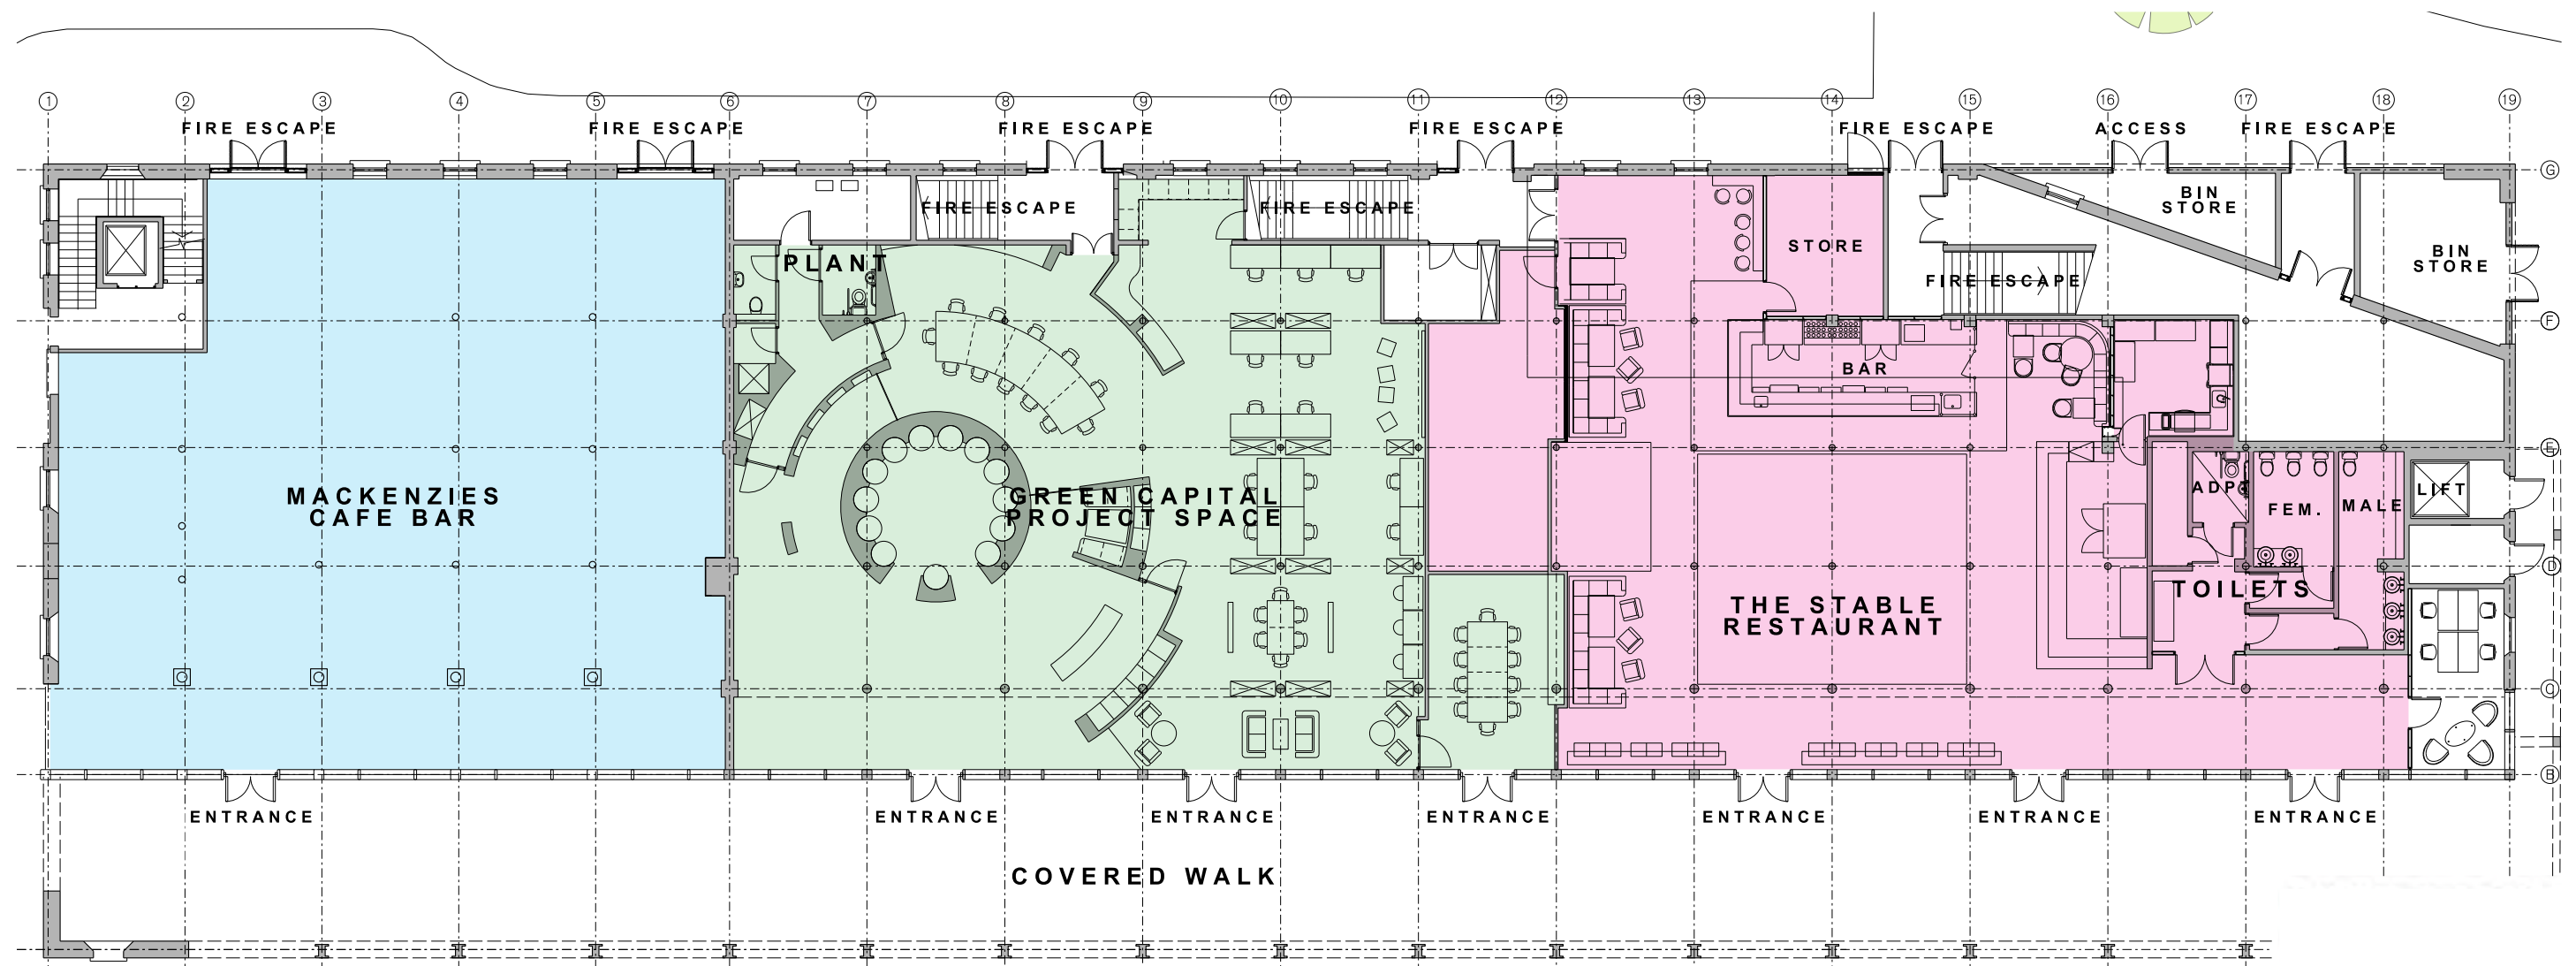 1 2 3 4 5 6 7 8 9 10 11 12 13 14 15 16 17 18 19
FIRE ESCAPE FIRE ESCAPE FIRE ESCAPE FIRE ESCAPE FIRE ESCAPE ACCESS FIRE ESCAPE
G
BIN
STORE
FIRE ESCAPE FIRE ESCAPE
STORE
BIN
STORE
PLANT
FIRE ESCAPE
F
BAR
E
MACKENZIES
CAFE BAR
GREEN CAPITAL
PROJECT SPACE
ADPT
FEM.
MALE
LIFT
D
TOILETS
THE STABLE
RESTAURANT
C
B
ENTRANCE ENTRANCE ENTRANCE ENTRANCE ENTRANCE ENTRANCE ENTRANCE
COVERED WALK